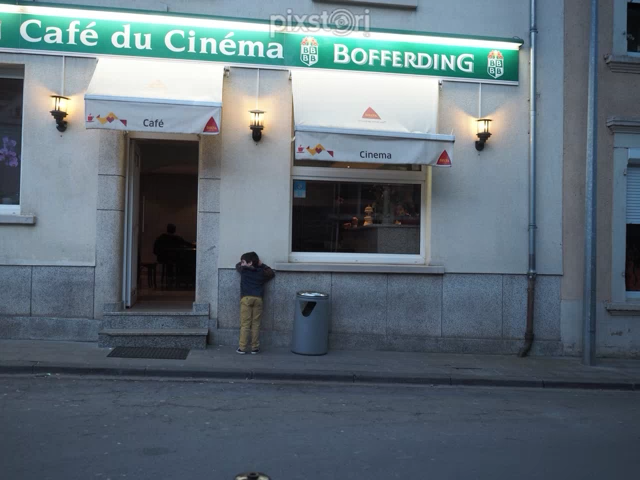 pixstori
Café du Cinéma BOFFERDING
Café
Cinema